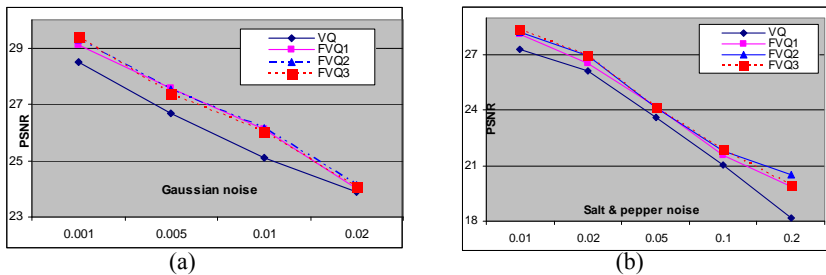 29
27
25
23
PSNR
VQ
FVQ1
FVQ2
FVQ3
Gaussian noise
0.001 0.005 0.01 0.02
(a)
27
24
21
18
PSNR
VQ
FVQ1
FVQ2
FVQ3
Salt & pepper noise
0.01 0.02 0.05 0.1 0.2
(b)